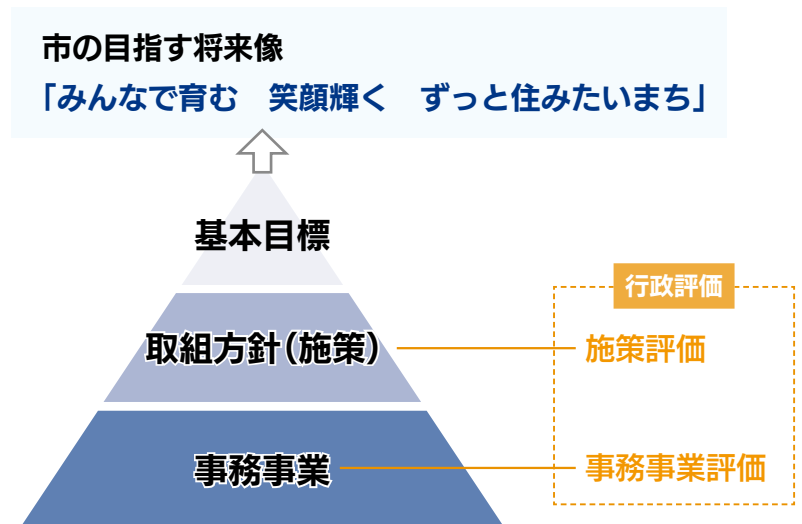 市の目指す将来像
「みんなで育む　笑顔輝く　ずっと住みたいまち」
基本目標
行政評価
取組方針（施策）
施策評価
事務事業
事務事業評価